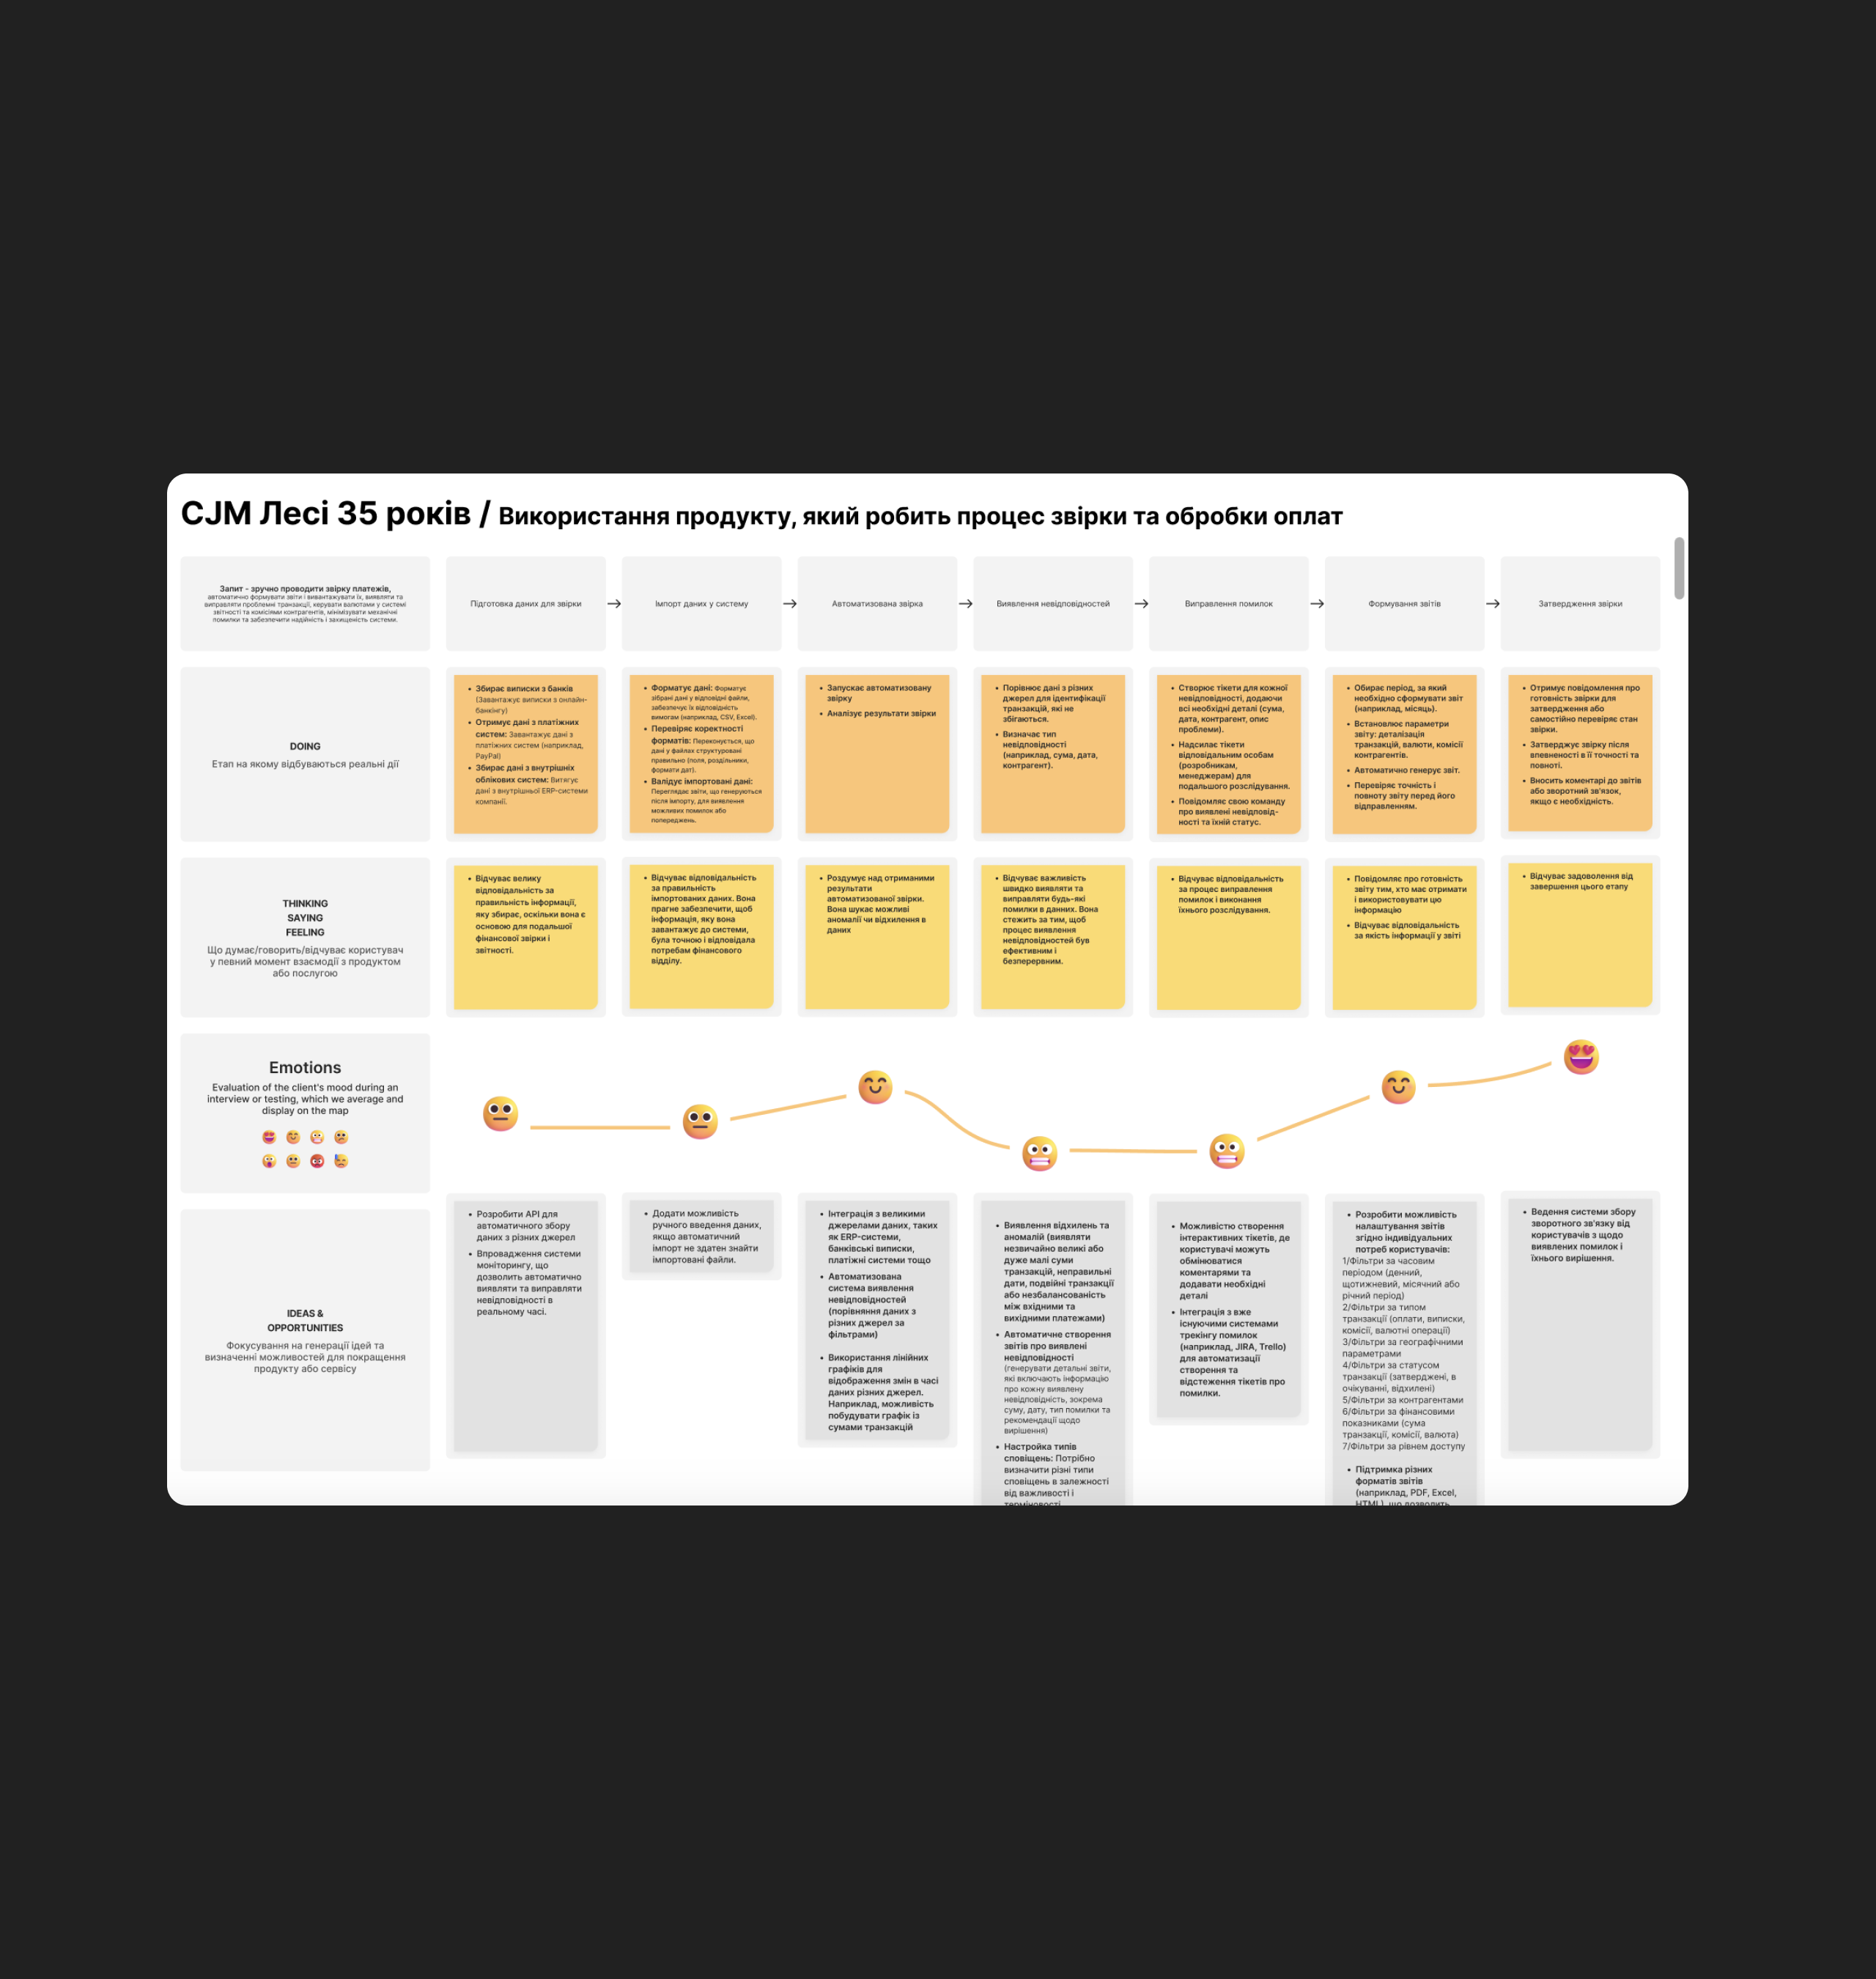 CJM Лесі 35 років / Використання продукту, який робить процес звірки та обробки оплат
Запит - зручно проводити звірку платежів,
автоматично формувати звіти і вивантажувати їх, виявляти та
виправляти проблемні транзакції, керувати валютами у системі
звітності та комісіями контрагентів, мінімізувати механічні
помилки та забезпечити надійність і захищеність системи.
Підготовка даних для звірки
Імпорт даних у систему
Автоматизована звірка
Виявлення невідповідностей
Виправлення помилок
Формування звітів
Затвердження звірки
DOING
Етап на якому відбуваються реальні дії
• Збирає виписки з банків
(Завантажує виписки з онлайн-
банкінгу)
• Отримує дані з платіжних
систем: Завантажує дані з
платіжних систем (наприклад,
PayPal)
• Збирає дані з внутрішніх
облікових систем: Витягує
дані з внутрішньої ERP-системи
компанії.
• Форматує дані: Форматує
зібрані дані у відповідні файли,
забезпечує їх відповідність
вимогам (наприклад, CSV, Excel).
• Перевіряє коректності
форматів: Переконується, що
дані у файлах структуровані
правильно (поля, роздільники,
формати дат).
• Валідує імпортовані дані:
Переглядає звіти, що генеруються
після імпорту, для виявлення
можливих помилок або
попереджень.
• Запускає автоматизовану
звірку
• Аналізує результати звірки
• Порівнює дані з різних
джерел для ідентифікації
транзакцій, які не
збігаються.
• Визначає тип
невідповідності
(наприклад, сума, дата,
контрагент).
• Створює тікети для кожної
невідповідності, додаючи
всі необхідні деталі (сума,
дата, контрагент, опис
проблеми).
• Надсилає тікети
відповідальним особам
(розробникам,
менеджерам) для
подальшого розслідування.
• Повідомляє свою команду
про виявлені невідповід-
ності та їхній статус.
• Обирає період, за який
необхідно сформувати звіт
(наприклад, місяць).
• Встановлює параметри
звіту: деталізація
транзакцій, валюти, комісії
контрагентів.
• Автоматично генерує звіт.
• Перевіряє точність і
повноту звіту перед його
відправленням.
• Отримує повідомлення про
готовність звірки для
затвердження або
самостійно перевіряє стан
звірки.
• Затверджує звірку після
впевненості в її точності та
повноті.
• Вносить коментарі до звітів
або зворотний зв'язок,
якщо є необхідність.
THINKING
SAYING
FEELING
Що думає/говорить/відчуває користувач
у певний момент взаємодії з продуктом
або послугою
• Відчуває велику
відповідальність за
правильність інформації,
яку збирає, оскільки вона є
основою для подальшої
фінансової звірки і
звітності.
• Відчуває відповідальність
за правильність
імпортованих даних. Вона
прагне забезпечити, щоб
інформація, яку вона
завантажує до системи,
була точною і відповідала
потребам фінансового
відділу.
• Роздумує над отриманими
результати
автоматизованої звірки.
Вона шукає можливі
аномалії чи відхилення в
даних
• Відчуває важливість
швидко виявляти та
виправляти будь-які
помилки в данних. Вона
стежить за тим, щоб
процес виявлення
невідповідностей був
ефективним і
безперервним.
• Відчуває відповідальність
за процес виправлення
помилок і виконання
їхнього розслідування.
• Повідомляє про готовність
звіту тим, хто має отримати
і використовувати цю
інформацію
• Відчуває відповідальність
за якість інформації у звіті
• Відчуває задоволення від
завершення цього етапу
Emotions
Evaluation of the client's mood during an
interview or testing, which we average and
display on the map
IDEAS &
OPPORTUNITIES
Фокусування на генерації ідей та
визначенні можливостей для покращення
продукту або сервісу
• Розробити API для
автоматичного збору
даних з різних джерел
• Впровадження системи
моніторингу, що
дозволить автоматично
виявляти та виправляти
невідповідності в
реальному часі.
• Додати можливість
ручного введення даних,
якщо автоматичний
імпорт не здатен знайти
імпортовані файли.
• Інтеграція з великими
джерелами даних, таких
як ERP-системи,
банківські виписки,
платіжні системи тощо
• Автоматизована
система виявлення
невідповідностей
(порівняння даних з
різних джерел за
фільтрами)
• Використання лінійних
графіків для
відображення змін в часі
даних різних джерел.
Наприклад, можливість
побудувати графік із
сумами транзакцій
• Виявлення відхилень та
аномалій (виявляти
незвичайно великі або
дуже малі суми
транзакцій, неправильні
дати, подвійні транзакції
або незбалансованість
між вхідними та
вихідними платежами)
• Автоматичне створення
звітів про виявлені
невідповідності
(генерувати детальні звіти,
які включають інформацію
про кожну виявлену
невідповідність, зокрема
суму, дату, тип помилки та
рекомендації щодо
вирішення)
• Настройка типів
сповіщень: Потрібно
визначити різні типи
сповіщень в залежності
від важливості і
терміновості
• Можливістю створення
інтерактивних тікетів, де
користувачі можуть
обмінюватися
коментарями та
додавати необхідні
деталі
• Інтеграція з вже
існуючими системами
трекінгу помилок
(наприклад, JIRA, Trello)
для автоматизації
створення та
відстеження тікетів про
помилки.
• Розробити можливість
налаштування звітів
згідно індивідуальних
потреб користувачів:
1/Фільтри за часовим
періодом (денний,
щотижневий, місячний або
річний період)
2/Фільтри за типом
транзакції (оплати, виписки,
комісії, валютні операції)
3/Фільтри за географічними
параметрами
4/Фільтри за статусом
транзакції (затверджені, в
очікуванні, відхилені)
5/Фільтри за контрагентами
6/Фільтри за фінансовими
показниками (сума
транзакції, комісії, валюта)
7/Фільтри за рівнем доступу
• Підтримка різних
форматів звітів
(наприклад, PDF, Excel,
HTML), що дозволить
• Ведення системи збору
зворотного зв'язку від
користувачів з щодо
виявлених помилок і
їхнього вирішення.